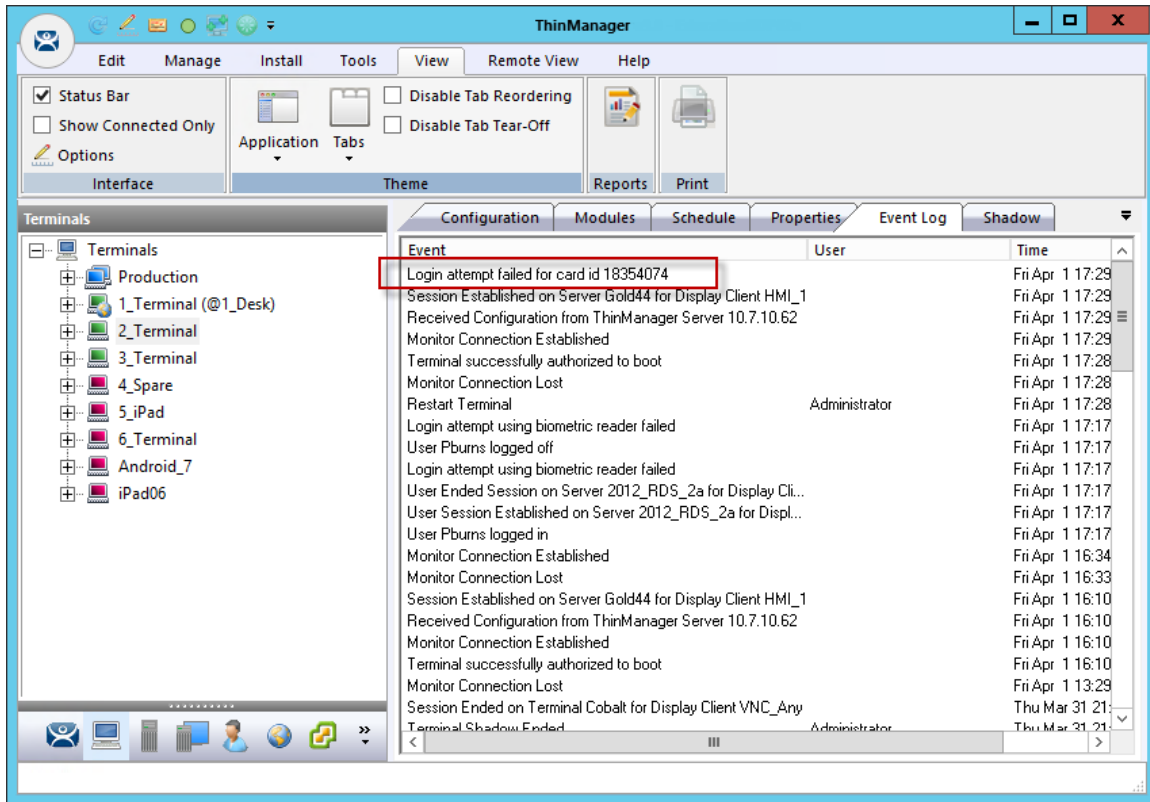 ThinManager
Edit Manage Install Tools View Remote View Help
Status Bar
Show Connected Only
Options
Interface
Application Tabs
Disable Tab Reordering
Disable Tab Tear-Off
Theme
Reports
Print
Terminals
Terminals
Production
1_Terminal (@1_Desk)
2_Terminal
3_Terminal
4_Spare
5_iPad
6_Terminal
Android_7
iPad06
Configuration Modules Schedule Properties Event Log Shadow
Event User Time
Login attempt failed for card id 18354074 Fri Apr 1 17:29
Session Established on Server Gold44 for Display Client HMI_1 Fri Apr 1 17:29
Received Configuration from ThinManager Server 10.7.10.62 Fri Apr 1 17:29
Monitor Connection Established Fri Apr 1 17:29
Terminal successfully authorized to boot Fri Apr 1 17:28
Monitor Connection Lost Fri Apr 1 17:28
Restart Terminal Administrator Fri Apr 1 17:28
Login attempt using biometric reader failed Fri Apr 1 17:17
User Pburns logged off Fri Apr 1 17:17
Login attempt using biometric reader failed Fri Apr 1 17:17
User Ended Session on Server 2012_RDS_2a for Display Cli... Fri Apr 1 17:17
User Session Established on Server 2012_RDS_2a for Displ... Fri Apr 1 17:17
User Pburns logged in Fri Apr 1 17:17
Monitor Connection Established Fri Apr 1 16:34
Monitor Connection Lost Fri Apr 1 16:33
Session Established on Server Gold44 for Display Client HMI_1 Fri Apr 1 16:10
Received Configuration from ThinManager Server 10.7.10.62 Fri Apr 1 16:10
Monitor Connection Established Fri Apr 1 16:10
Terminal successfully authorized to boot Fri Apr 1 16:10
Monitor Connection Lost Fri Apr 1 13:29
Session Ended on Terminal Cobalt for Display Client VNC_Any Thu Mar 31 21:
Terminal Shadow Ended Administrator Thu Mar 31 21: